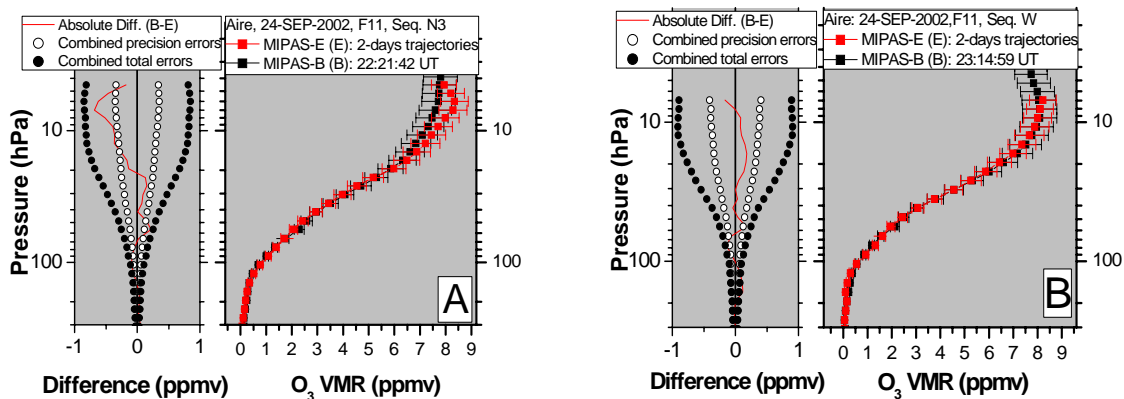 Absolute Diff. (B-E)
Combined precision errors
Combined total errors
Aire, 24-SEP-2002, F11, Seq. N3
MIPAS-E (E): 2-days trajectories
MIPAS-B (B): 22:21:42 UT
Pressure (hPa)
10
100
10
100
A
-1
0
1
0
1
2
3
4
5
6
7
8
9
Difference (ppmv)
O3 VMR (ppmv)
Absolute Diff. (B-E)
Combined precision errors
Combined total errors
Aire: 24-SEP-2002,F11, Seq. W
MIPAS-E (E): 2-days trajectories
MIPAS-B (B): 23:14:59 UT
Pressure (hPa)
10
100
10
100
B
-1
0
1
0
1
2
3
4
5
6
7
8
9
Difference (ppmv)
O3 VMR (ppmv)